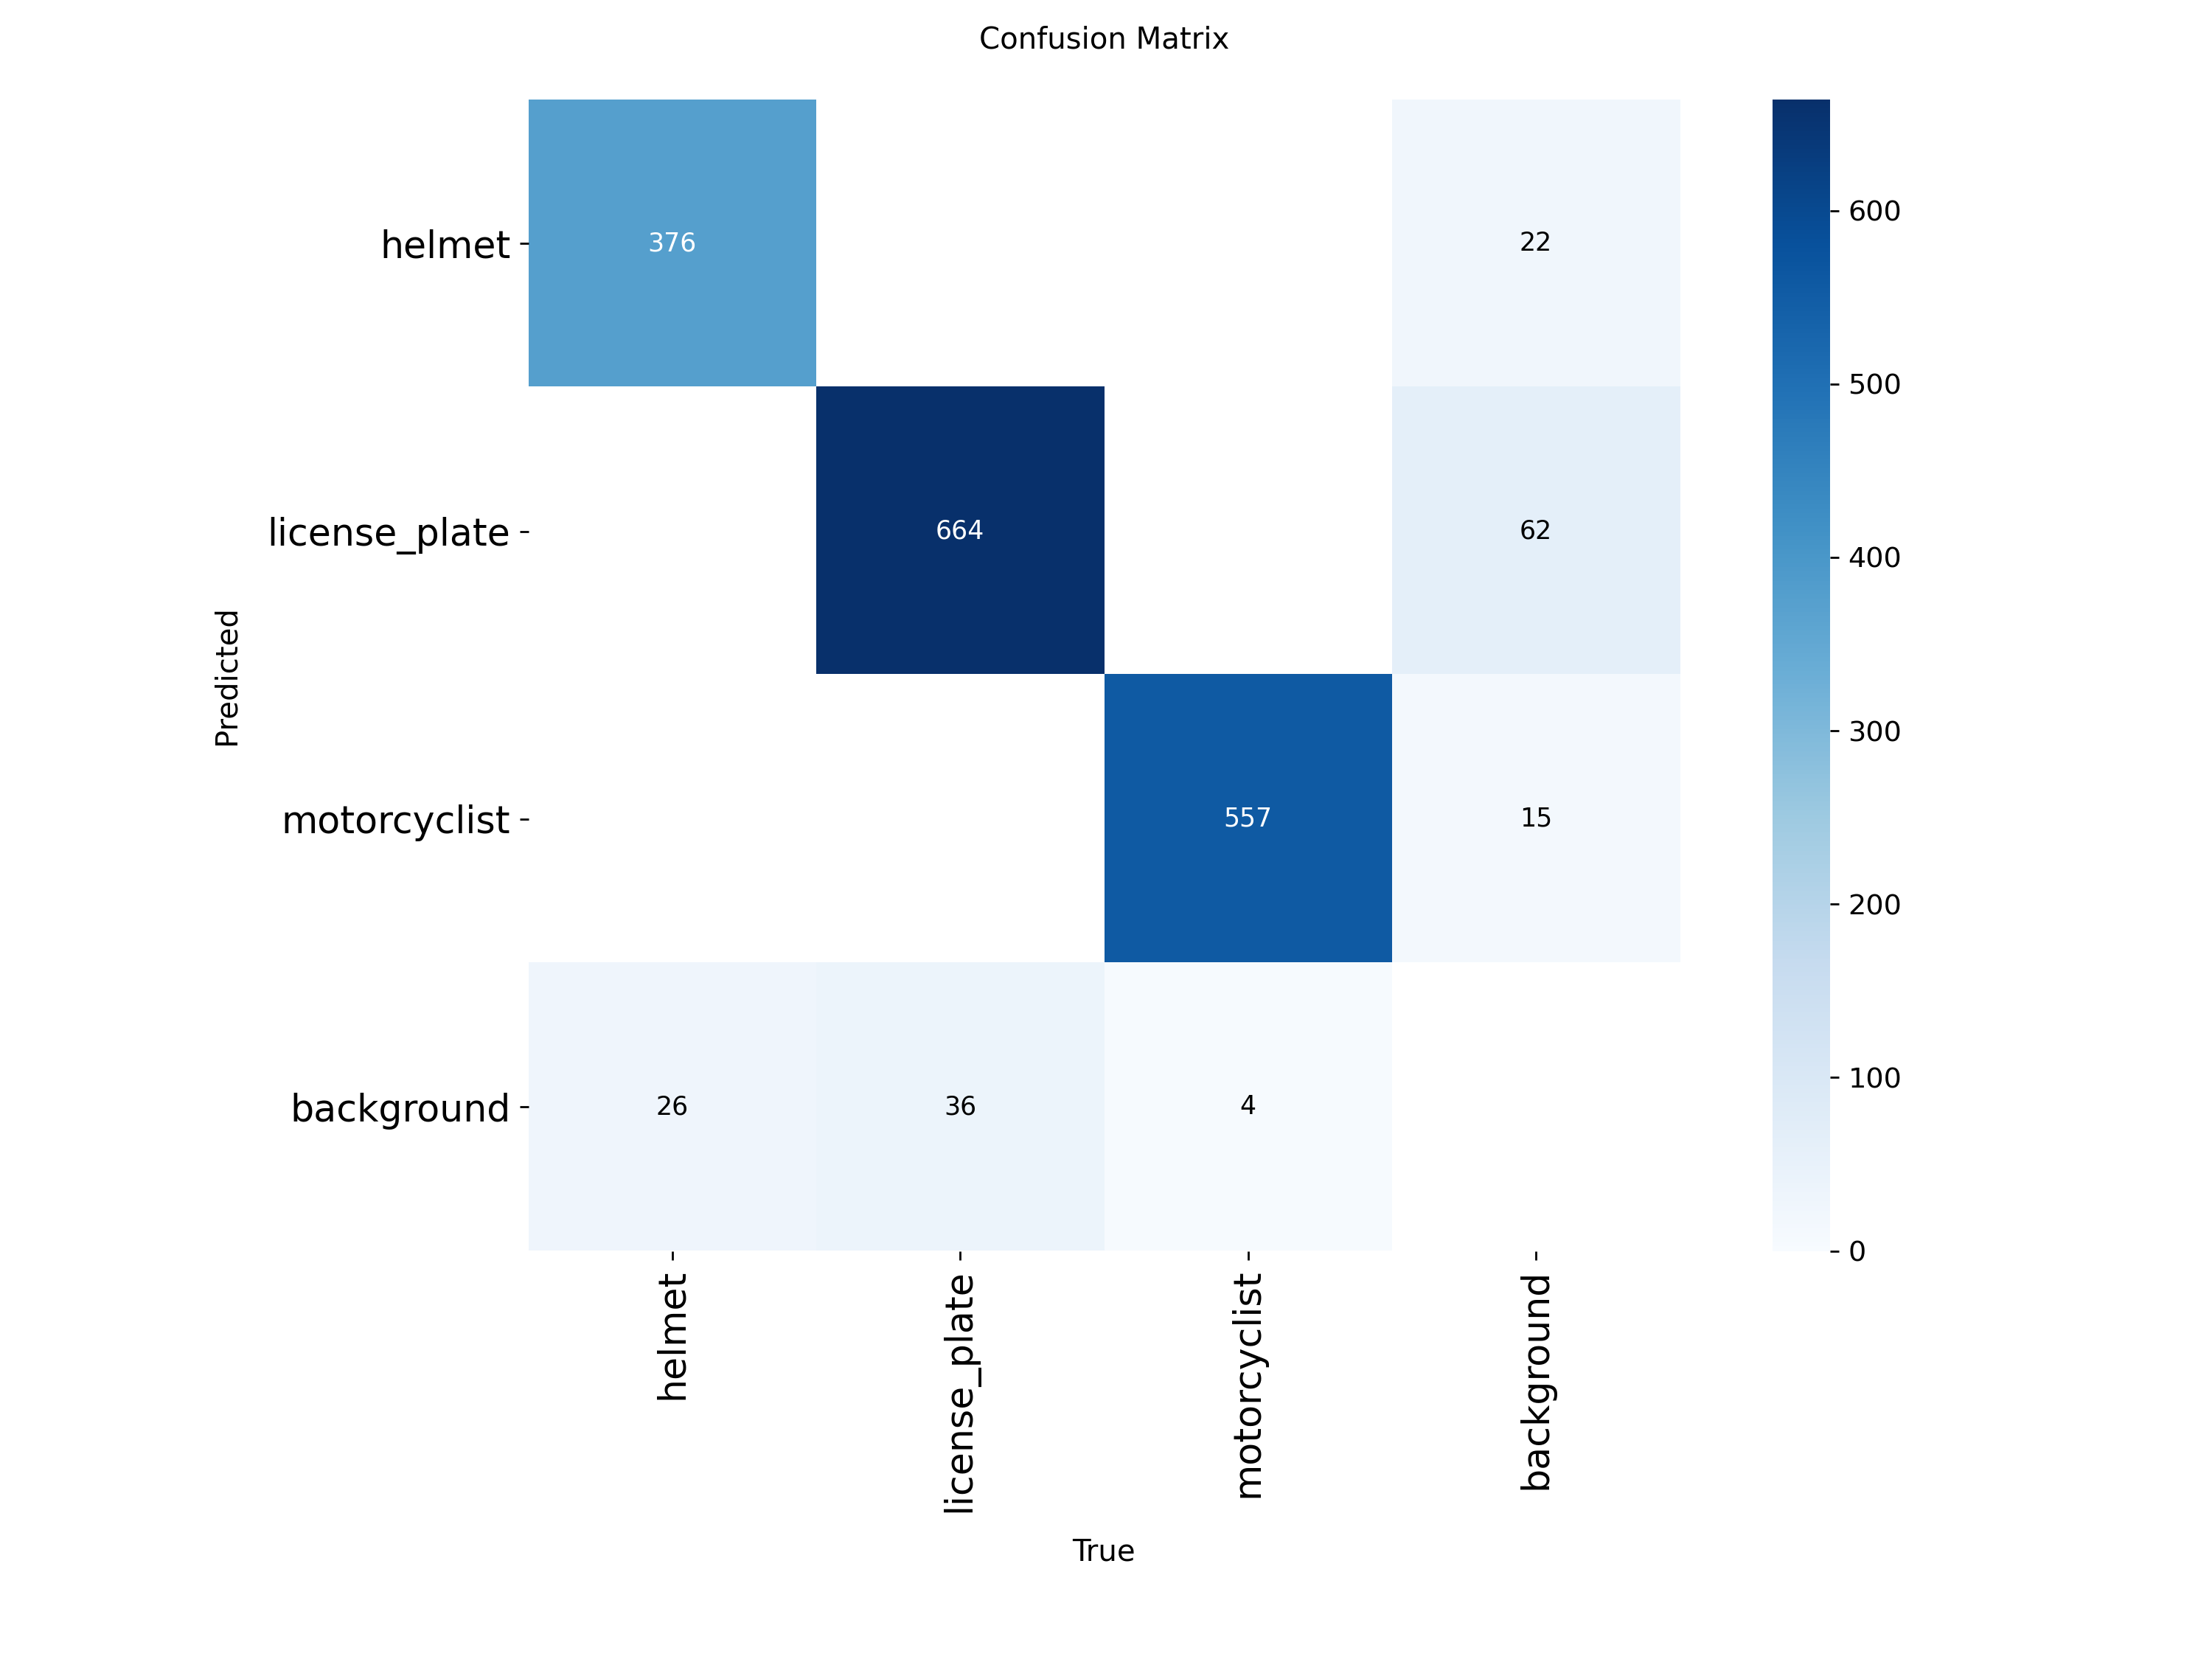 Confusion Matrix
helmet
376
22
600
license_plate
664
62
500
400
Predicted
motorcyclist
557
15
300
200
background
26
36
4
100
0
helmet
license_plate
motorcyclist
background
True